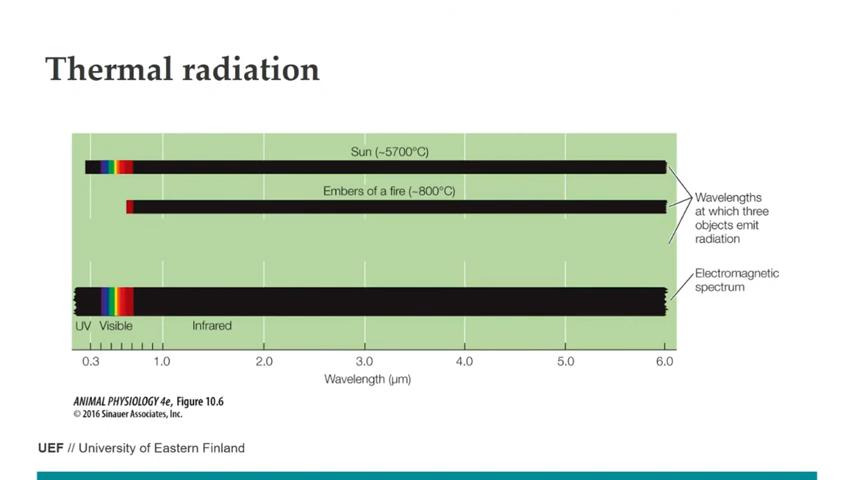 Thermal radiation
Sun (~5700°C)
Embers of a fire (~800°C)
Wavelengths
at which three
objects emit
radiation
Electromagnetic
spectrum
UV Visible Infrared
0.3 1.0 2.0 3.0 4.0 5.0 6.0
Wavelength (µm)
ANIMAL PHYSIOLOGY 4e, Figure 10.6
© 2016 Sinauer Associates, Inc.
UEF // University of Eastern Finland